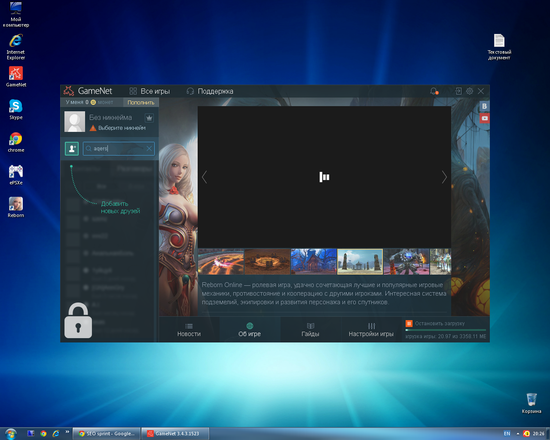 Мой
компьютер
Internet
Explorer
GameNet
Skype
chrome
ePSXe
Reborn
Текстовый
документ
Корзина
GameNet
Все игры
Поддержка
У меня 0
Пополнить
Без никнейма
Выберите никнейм
Добавить
новых друзей
Reborn Online — ролевая игра, удачно сочетающая лучшие и популярные игровые
механики, противостояние и кооперацию с другими игроками. Интересная система
подземелий, экипировки и развития персонажа и его спутников.
Новости
Об игре
Гайды
Настройки игры
Остановить закачку
SEO sprint - Google...
GameNet 3.4.3.1523
EN
20:26